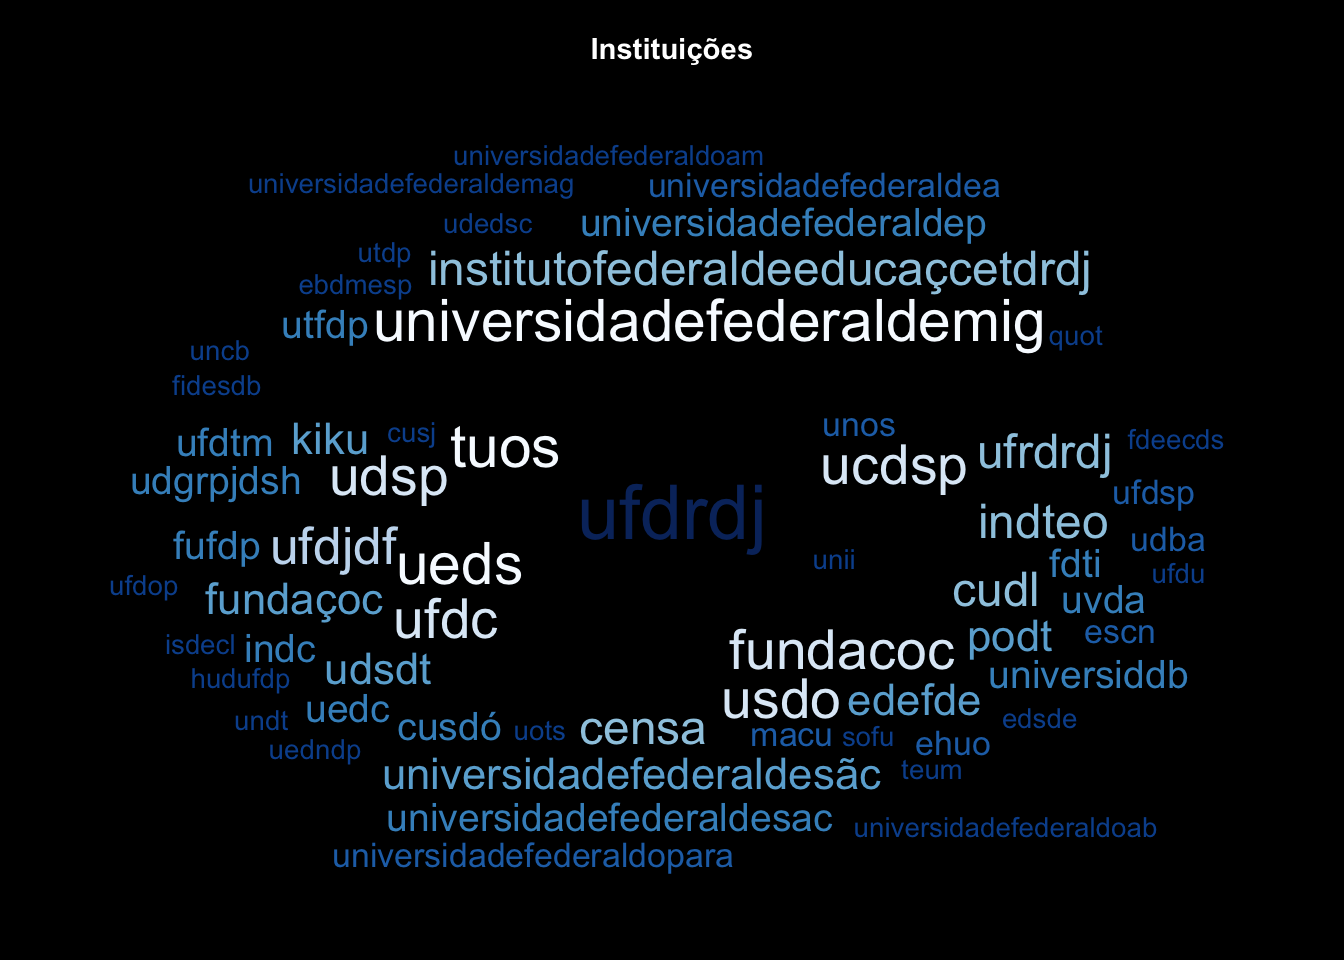 Instituições
universidadefederaldoam
universidadefederaldemag universidadefederaldea
udedsc universidadefederaldep
utdp institutofederaldeeducaçcetdrdj
ebdmesp
utfdp universidadefederaldemig quot
uncb
fidesdb
ufdtm kiku cusj tuos unos ufrdrdj fdeecds
udgrpjdsh udsp ucdsp ufdsp
ufdrdj indteo
fufdp ufdjdf ueds unii fdti udba
ufdop fundaçoc ufdc cudl uvda ufdu
isdecl indc udsdt fundacoc podt escn
hudufdp universiddb
undt uedc cusdó uots censa usdo edefde edsde
uedndp macu sofu ehuo
universidadefederaldesãc teum
universidadefederaldesac universidadefederaldoab
universidadefederaldopara